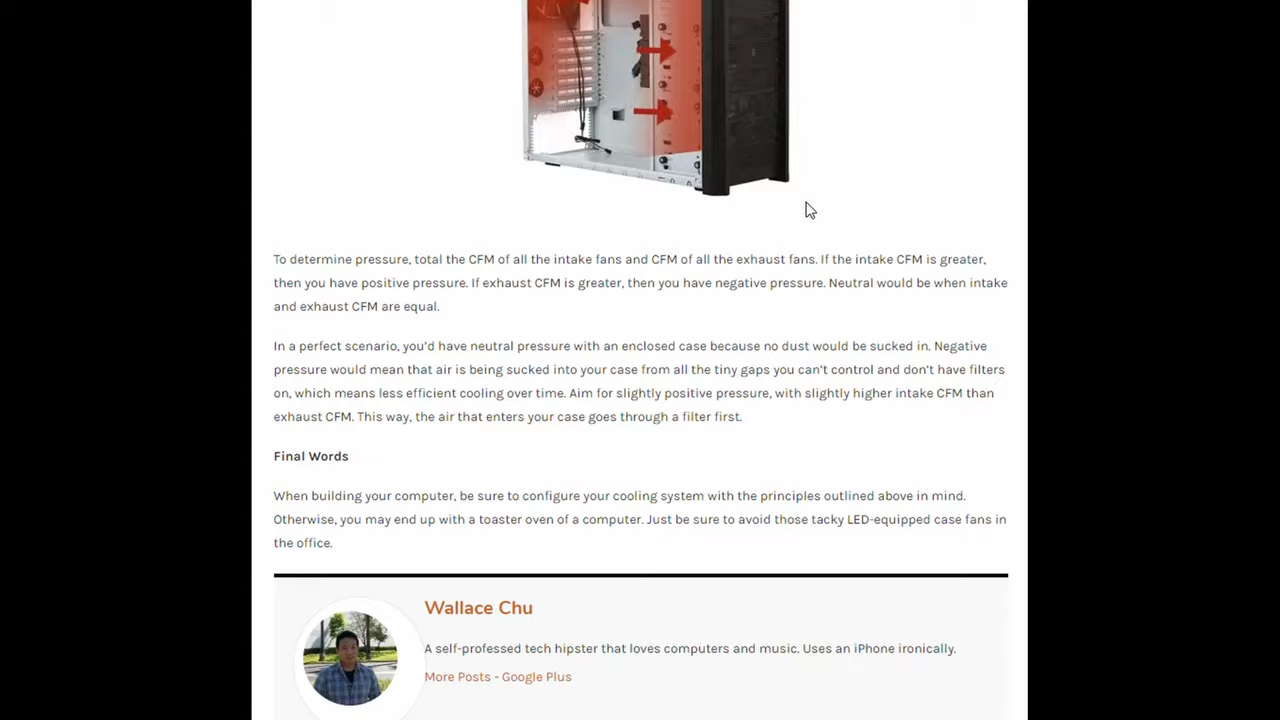 To determine pressure, total the CFM of all the intake fans and CFM of all the exhaust fans. If the intake CFM is greater,
then you have positive pressure. If exhaust CFM is greater, then you have negative pressure. Neutral would be when intake
and exhaust CFM are equal.
In a perfect scenario, you'd have neutral pressure with an enclosed case because no dust would be sucked in. Negative
pressure would mean that air is being sucked into your case from all the tiny gaps you can't control and don't have filters
on, which means less efficient cooling over time. Aim for slightly positive pressure, with slightly higher intake CFM than
exhaust CFM. This way, the air that enters your case goes through a filter first.
Final Words
When building your computer, be sure to configure your cooling system with the principles outlined above in mind.
Otherwise, you may end up with a toaster oven of a computer. Just be sure to avoid those tacky LED-equipped case fans in
the office.
Wallace Chu
A self-professed tech hipster that loves computers and music. Uses an iPhone ironically.
More Posts - Google Plus